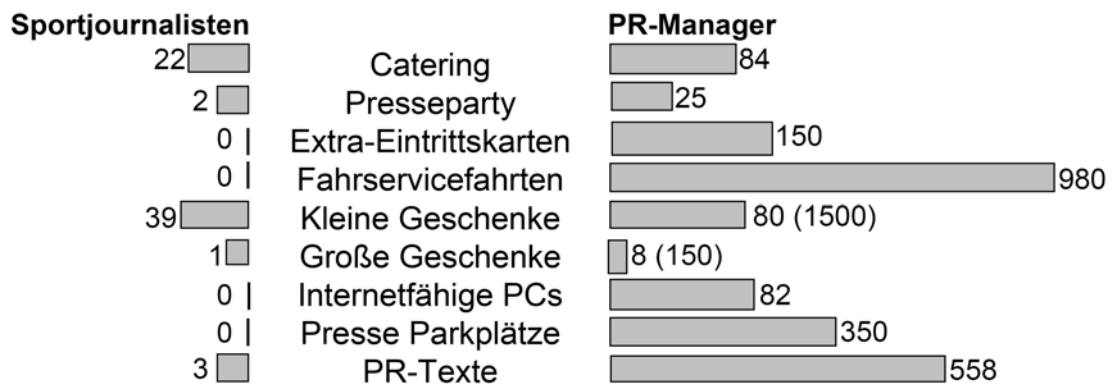 Sportjournalisten PR-Manager
22 Catering 84
2 Presseparty 25
0 Extra-Eintrittskarten 150
0 Fahrservicefahrten 980
39 Kleine Geschenke 80 (1500)
1 Große Geschenke 8 (150)
0 Internetfähige PCs 82
0 Presse Parkplätze 350
3 PR-Texte 558